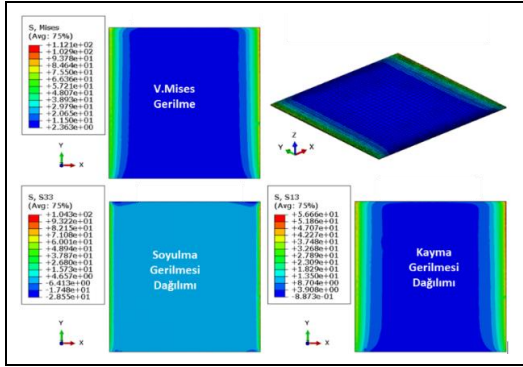 S, Mises
(Avg: 75%)
+1.121e+02
+1.029e+02
+9.378e+01
+8.464e+01
+7.550e+01
+6.636e+01
+5.721e+01
+4.807e+01
+3.893e+01
+2.979e+01
+2.065e+01
+1.150e+01
+2.363e+00
Y
X
V.Mises
Gerilme
Z
Y
X
S, S33
(Avg: 75%)
+1.043e+02
+9.322e+01
+8.215e+01
+7.108e+01
+6.001e+01
+4.894e+01
+3.787e+01
+2.680e+01
+1.573e+01
+4.657e+00
-6.413e+00
-1.748e+01
-2.855e+01
Y
X
Soyulma
Gerilmesi
Dağılımı
S, S13
(Avg: 75%)
+5.666e+01
+5.186e+01
+4.707e+01
+4.227e+01
+3.748e+01
+3.268e+01
+2.789e+01
+2.309e+01
+1.829e+01
+1.350e+01
+8.704e+00
+3.908e+00
-8.873e-01
Y
X
Kayma
Gerilmesi
Dağılımı